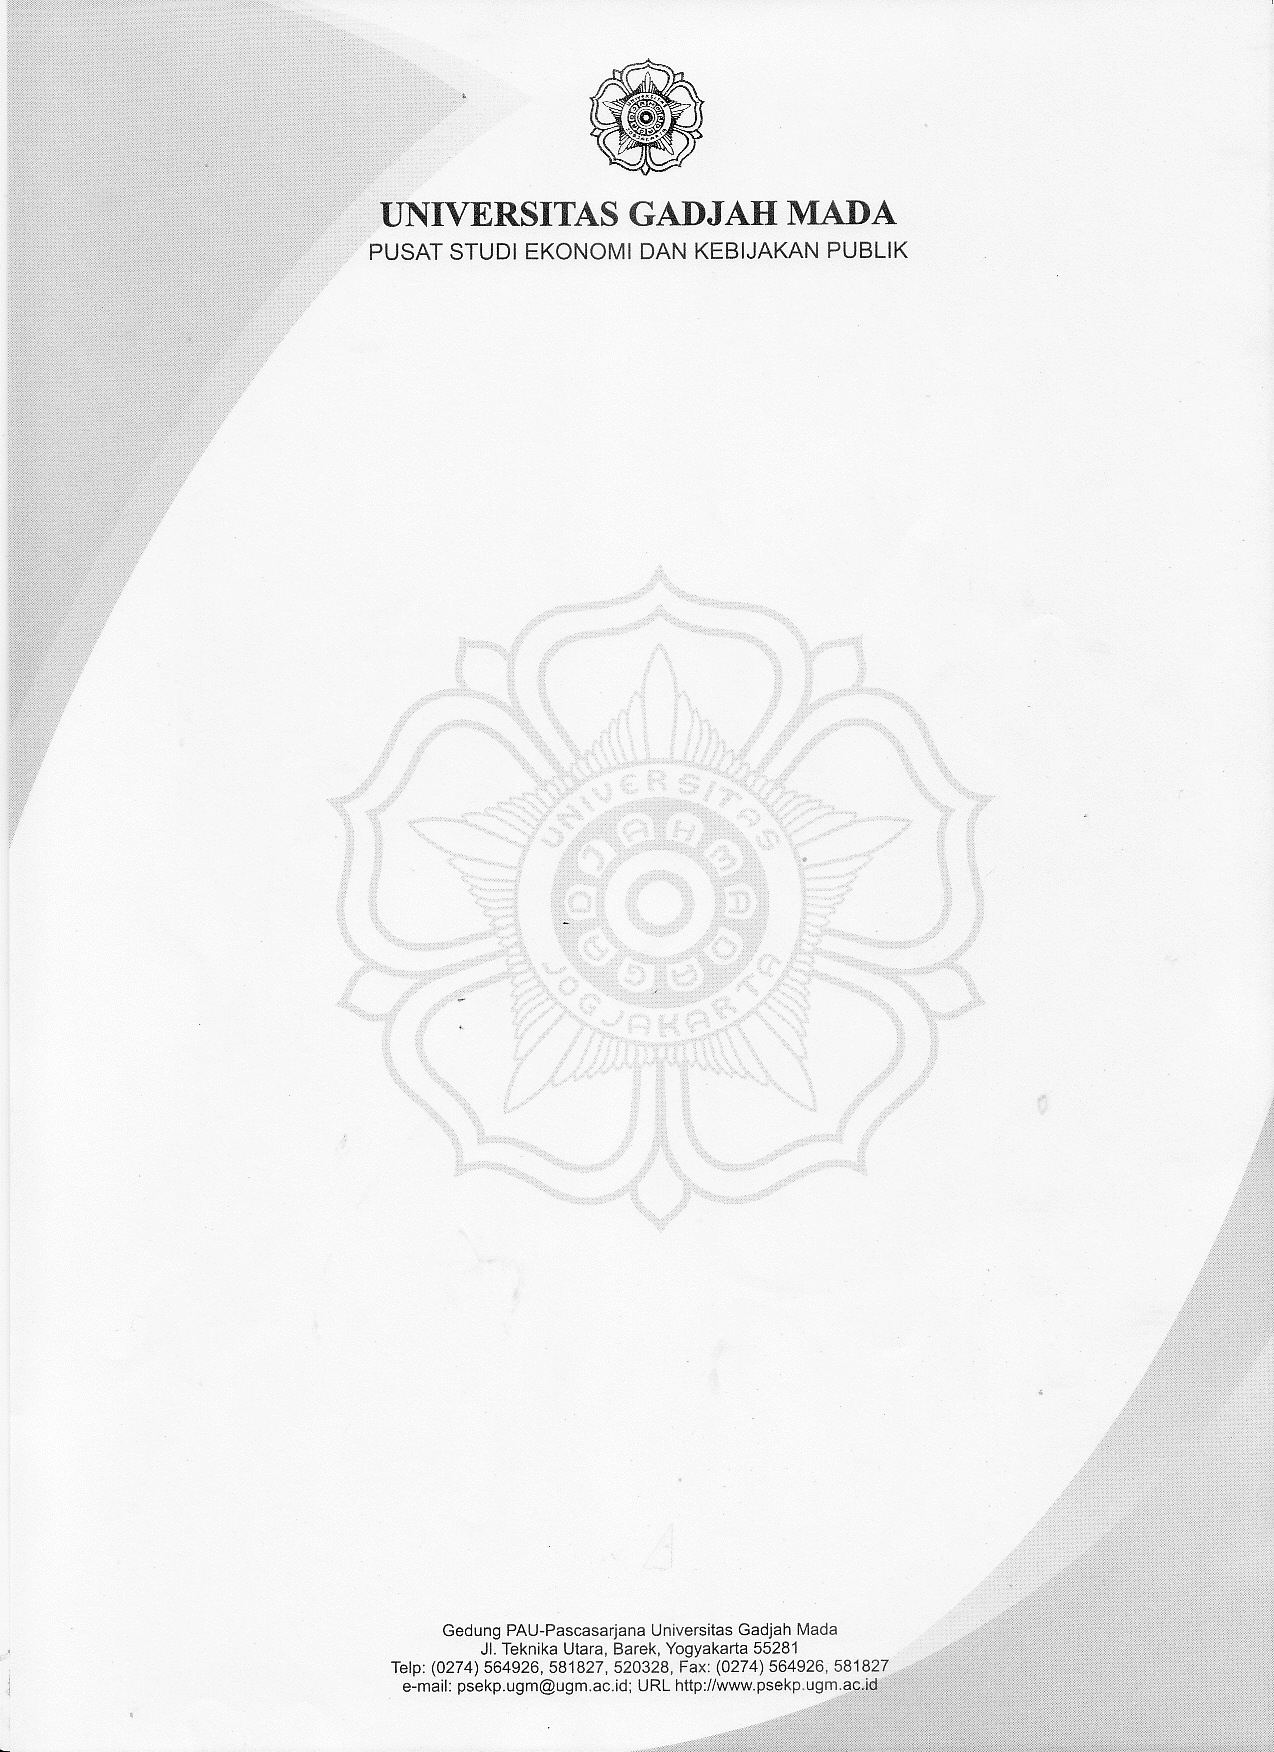 UNIVERSITAS GADJAH MADA
PUSAT STUDI EKONOMI DAN KEBIJAKAN PUBLIK
UNIVERSITAS
GADJAH MADA
JOGJAKARTA
Gedung PAU-Pascasarjana Universitas Gadjah Mada
Jl. Teknika Utara, Barek, Yogyakarta 55281
Telp: (0274) 564926, 581827, 520328, Fax: (0274) 564926, 581827
e-mail: psekp.ugm@ugm.ac.id; URL http://www.psekp.ugm.ac.id